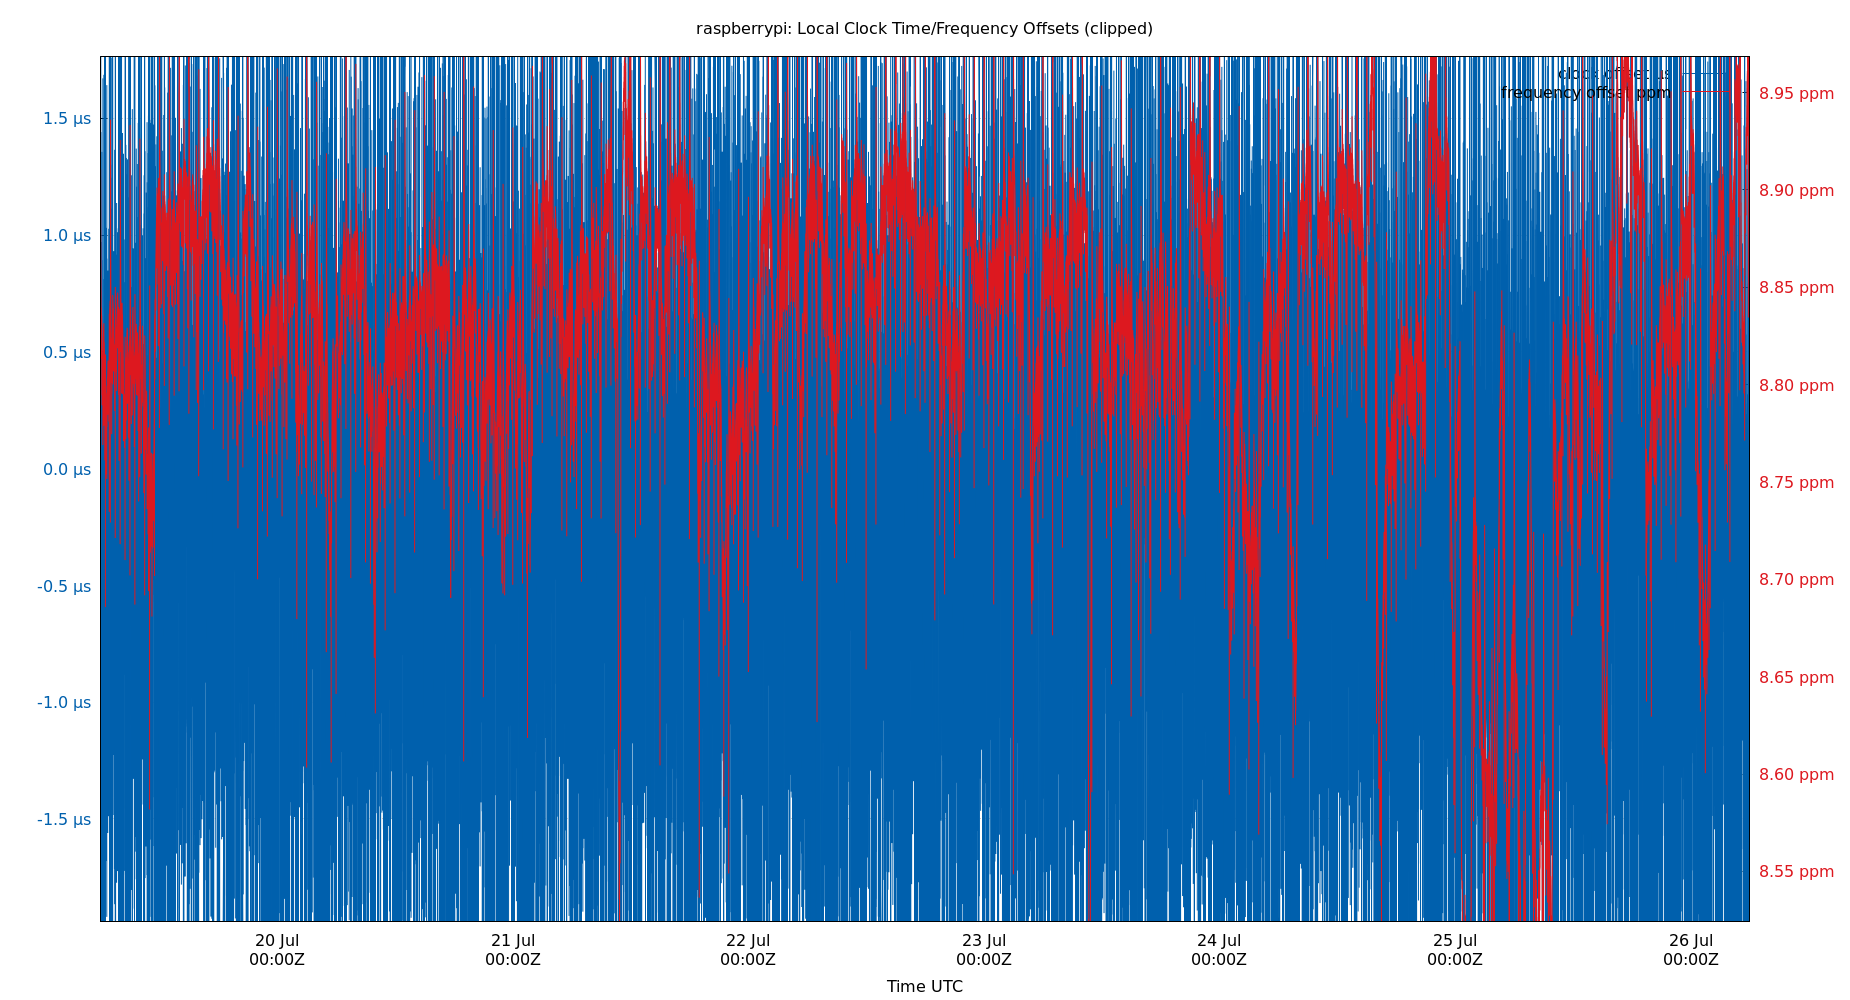 raspberrypi: Local Clock Time/Frequency Offsets (clipped)
clock offset us
frequency offset ppm
1.5 µs
1.0 µs
0.5 µs
0.0 µs
-0.5 µs
-1.0 µs
-1.5 µs
8.95 ppm
8.90 ppm
8.85 ppm
8.80 ppm
8.75 ppm
8.70 ppm
8.65 ppm
8.60 ppm
8.55 ppm
20 Jul
00:00Z
21 Jul
00:00Z
22 Jul
00:00Z
23 Jul
00:00Z
24 Jul
00:00Z
25 Jul
00:00Z
26 Jul
00:00Z
Time UTC